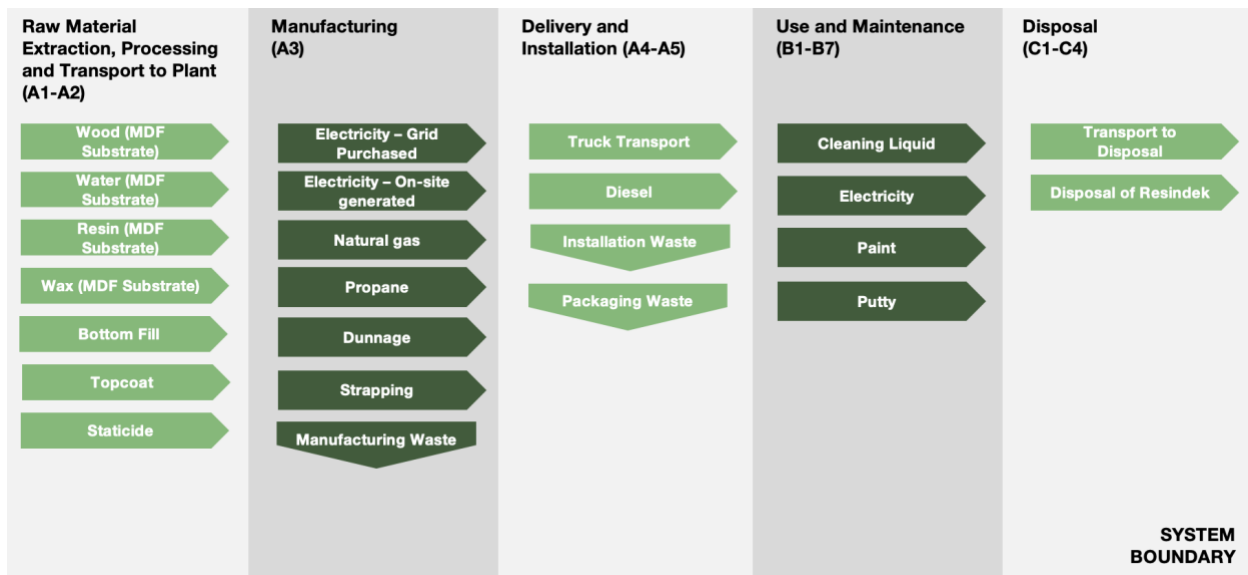 Raw Material
Extraction, Processing
and Transport to Plant
(A1-A2)
Wood (MDF
Substrate)
Water (MDF
Substrate)
Resin (MDF
Substrate)
Wax (MDF Substrate)
Bottom Fill
Topcoat
Staticide
Manufacturing
(A3)
Electricity – Grid
Purchased
Electricity – On-site
generated
Natural gas
Propane
Dunnage
Strapping
Manufacturing Waste
Delivery and
Installation (A4-A5)
Truck Transport
Diesel
Installation Waste
Packaging Waste
Use and Maintenance
(B1-B7)
Cleaning Liquid
Electricity
Paint
Putty
Disposal
(C1-C4)
Transport to
Disposal
Disposal of Resindek
SYSTEM
BOUNDARY